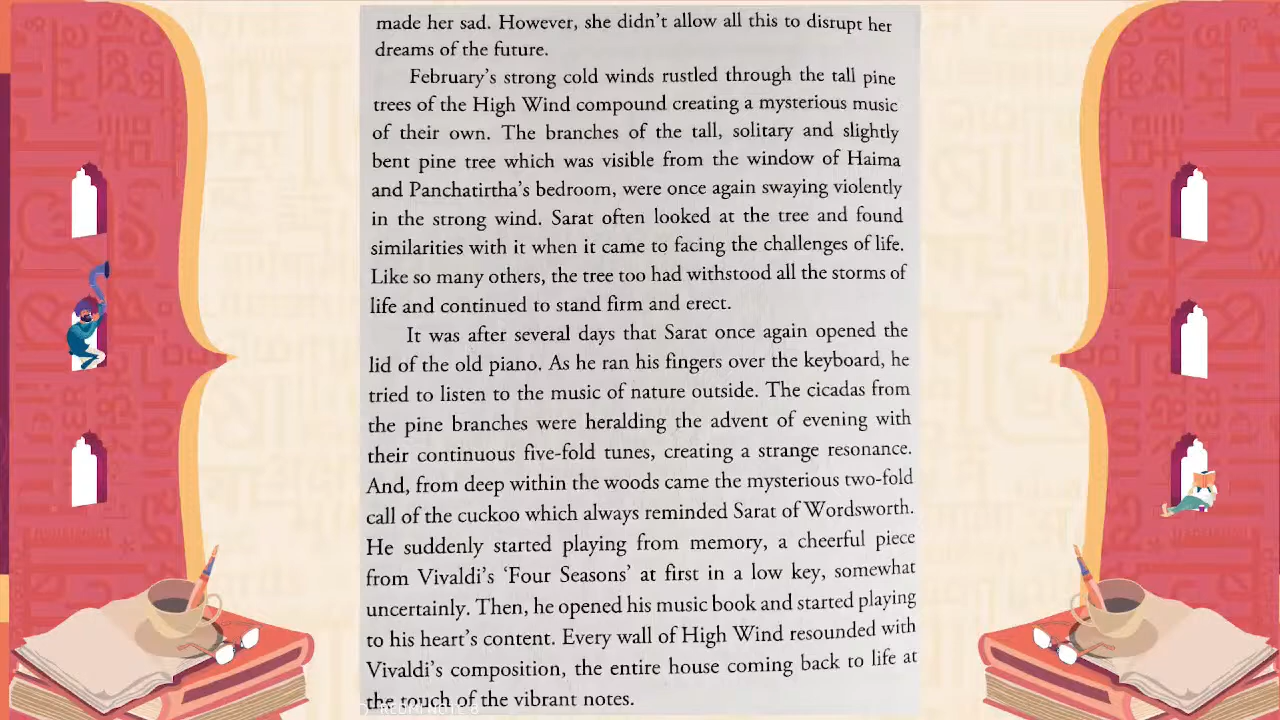 made her sad. However, she didn't allow all this to disrupt her
dreams of the future.
February's strong cold winds rustled through the tall pine
trees of the High Wind compound creating a mysterious music
of their own. The branches of the tall, solitary and slightly
bent pine tree which was visible from the window of Haima
and Panchatirtha's bedroom, were once again swaying violently
in the strong wind. Sarat often looked at the tree and found
similarities with it when it came to facing the challenges of life.
Like so many others, the tree too had withstood all the storms of
life and continued to stand firm and erect.
It was after several days that Sarat once again opened the
lid of the old piano. As he ran his fingers over the keyboard, he
tried to listen to the music of nature outside. The cicadas from
the pine branches were heralding the advent of evening with
their continuous five-fold tunes, creating a strange resonance.
And, from deep within the woods came the mysterious two-fold
call of the cuckoo which always reminded Sarat of Wordsworth.
He suddenly started playing from memory, a cheerful piece
from Vivaldi's 'Four Seasons' at first in a low key, somewhat
uncertainly. Then, he opened his music book and started playing
to his heart's content. Every wall of High Wind resounded with
Vivaldi's composition, the entire house coming back to life at
the touch of the vibrant notes.